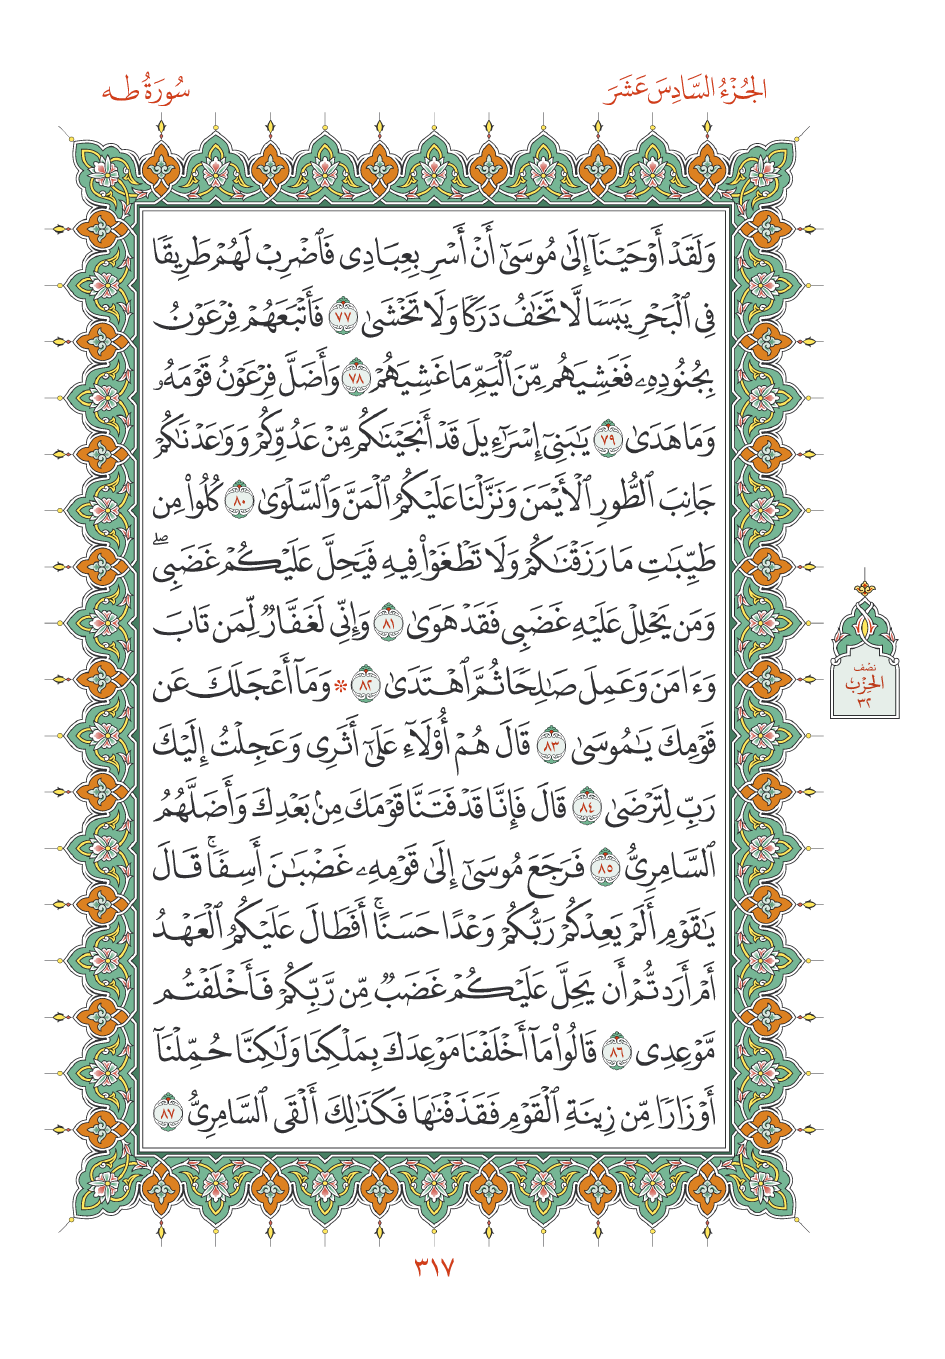 الجُزْءُ السَّادِسَ عَشَرَ
سُورَةُ طه
وَلَقَدْ أَوْحَيْنَآ إِلَىٰ مُوسَىٰٓ أَنْ أَسْرِ بِعِبَادِى فَٱضْرِبْ لَهُمْ طَرِيقًا
فِى ٱلْبَحْرِ يَبَسًا لَّا تَخَٰفُ دَرَكًا وَلَا تَخْشَىٰ ٧٧ فَأَتْبَعَهُمْ فِرْعَوْنُ
بِجُنُودِهِۦ فَغَشِيَهُم مِّنَ ٱلْيَمِّ مَا غَشِيَهُمْ ٧٨ وَأَضَلَّ فِرْعَوْنُ قَوْمَهُۥ
وَمَا هَدَىٰ ٧٩ يَٰبَنِىٓ إِسْرَٰٓءِيلَ قَدْ أَنجَيْنَٰكُم مِّنْ عَدُوِّكُمْ وَوَٰعَدْنَٰكُمْ
جَانِبَ ٱلطُّورِ ٱلْأَيْمَنَ وَنَزَّلْنَا عَلَيْكُمُ ٱلْمَنَّ وَٱلسَّلْوَىٰ ٨٠ كُلُوا۟ مِن
طَيِّبَٰتِ مَا رَزَقْنَٰكُمْ وَلَا تَطْغَوْا۟ فِيهِ فَيَحِلَّ عَلَيْكُمْ غَضَبِى ۖ
وَمَن يَحْلِلْ عَلَيْهِ غَضَبِى فَقَدْ هَوَىٰ ٨١ وَإِنِّى لَغَفَّارٌ لِّمَن تَابَ
وَءَامَنَ وَعَمِلَ صَٰلِحًا ثُمَّ ٱهْتَدَىٰ ٨٢ * وَمَآ أَعْجَلَكَ عَن
قَوْمِكَ يَٰمُوسَىٰ ٨٣ قَالَ هُمْ أُو۟لَآءِ عَلَىٰٓ أَثَرِى وَعَجِلْتُ إِلَيْكَ
رَبِّ لِتَرْضَىٰ ٨٤ قَالَ فَإِنَّا قَدْ فَتَنَّا قَوْمَكَ مِنۢ بَعْدِكَ وَأَضَلَّهُمُ
ٱلسَّامِرِىُّ ٨٥ فَرَجَعَ مُوسَىٰٓ إِلَىٰ قَوْمِهِۦ غَضْبَٰنَ أَسِفًا ۚ قَالَ
يَٰقَوْمِ أَلَمْ يَعِدْكُمْ رَبُّكُمْ وَعْدًا حَسَنًا ۚ أَفَطَالَ عَلَيْكُمُ ٱلْعَهْدُ
أَمْ أَرَدتُّمْ أَن يَحِلَّ عَلَيْكُمْ غَضَبٌ مِّن رَّبِّكُمْ فَأَخْلَفْتُم
مَّوْعِدِى ٨٦ قَالُوا۟ مَآ أَخْلَفْنَا مَوْعِدَكَ بِمَلْكِنَا وَلَٰكِنَّا حُمِّلْنَآ
أَوْزَارًا مِّن زِينَةِ ٱلْقَوْمِ فَقَذَفْنَٰهَا فَكَذَٰلِكَ أَلْقَى ٱلسَّامِرِىُّ ٨٧
نصْف
الحِزْب
٣٢
٣١٧